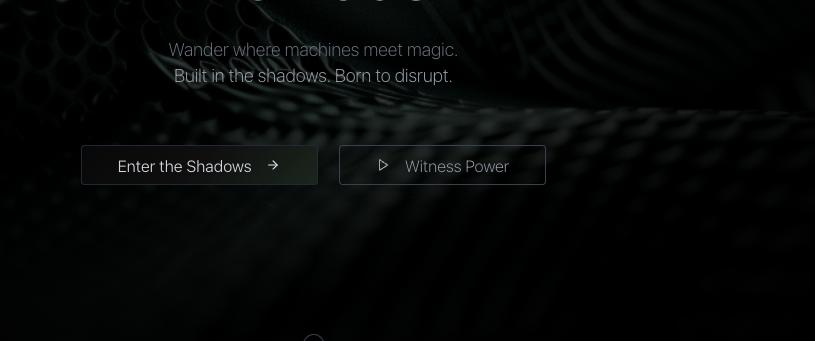 Wander where machines meet magic.
Built in the shadows. Born to disrupt.
Enter the Shadows →
Witness Power